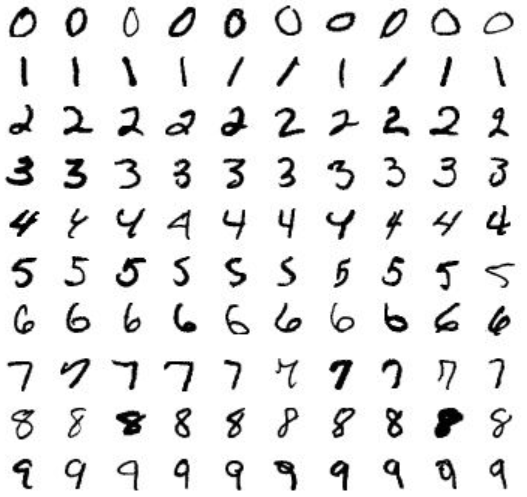 0 0 0 0 0 0 0 0 0 0
1 1 1 1 1 1 1 1 1 1
2 2 2 2 2 2 2 2 2 2
3 3 3 3 3 3 3 3 3 3
4 4 4 4 4 4 4 4 4 4
5 5 5 5 5 5 5 5 5 5
6 6 6 6 6 6 6 6 6 6
7 7 7 7 7 7 7 7 7 7
8 8 8 8 8 8 8 8 8 8
9 9 9 9 9 9 9 9 9 9